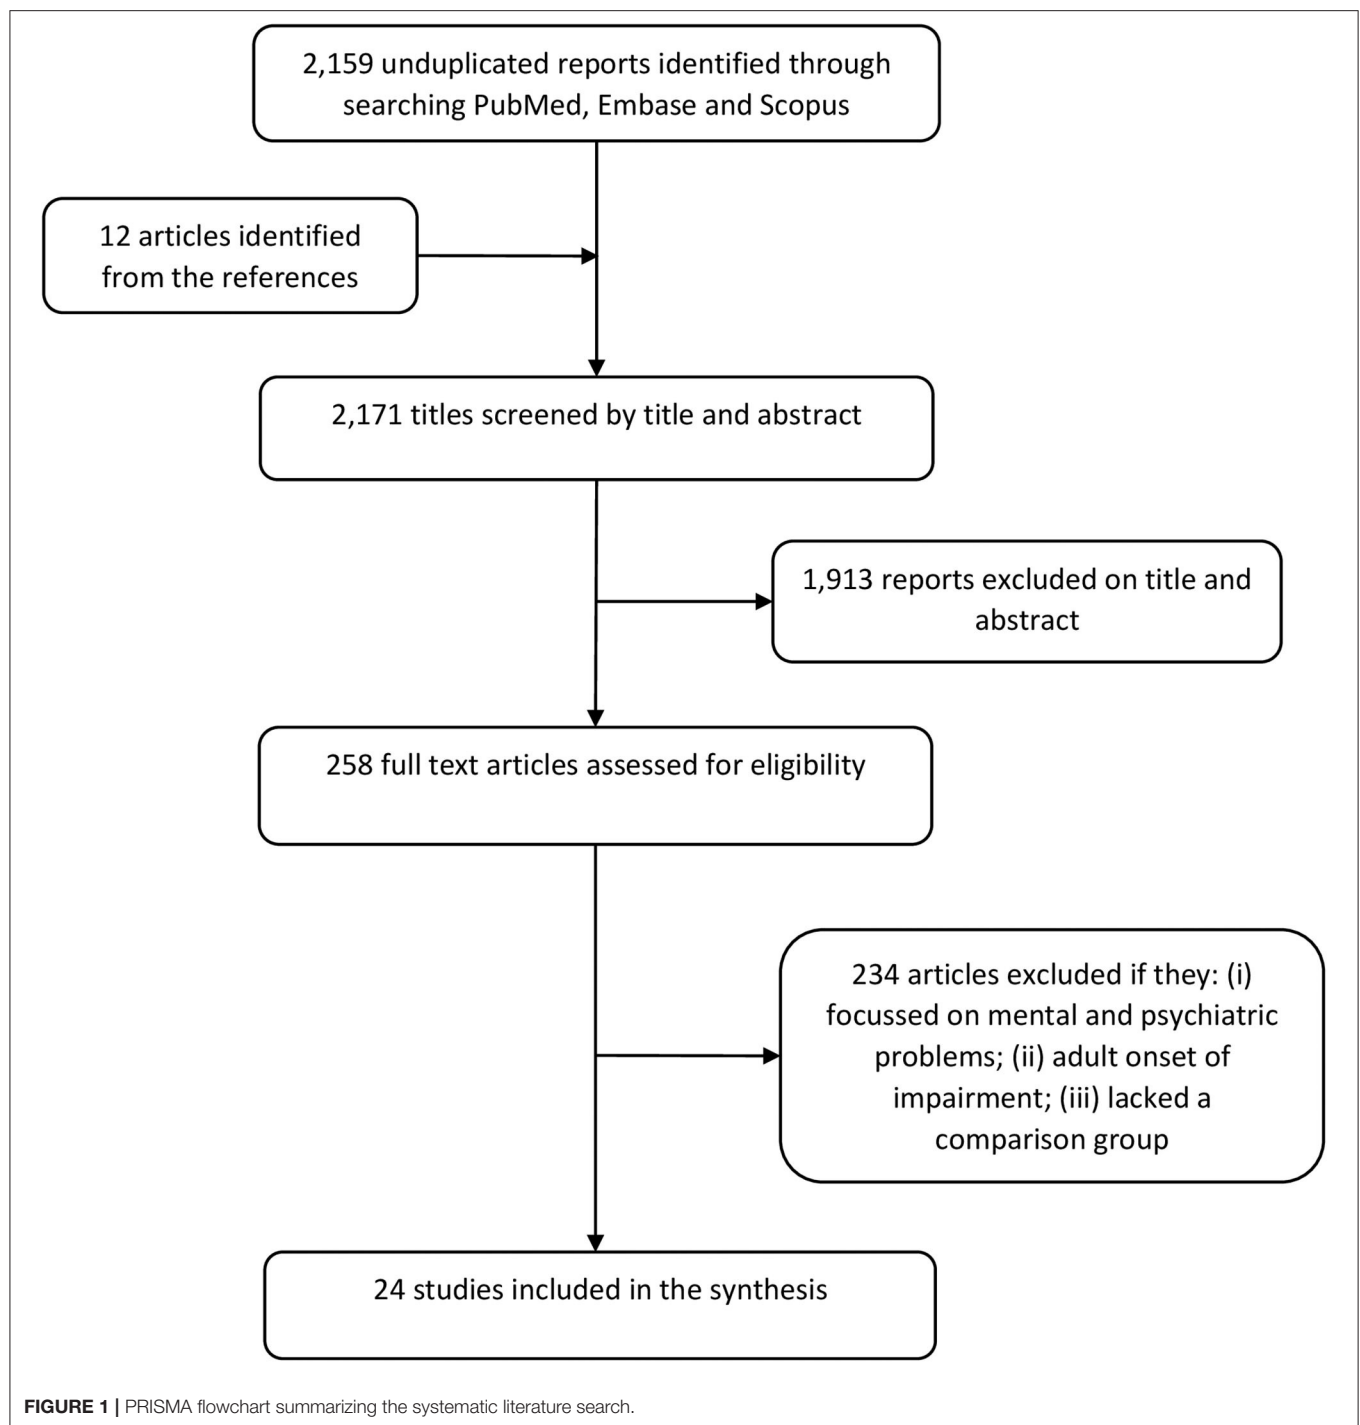 2,159 unduplicated reports identified through
searching PubMed, Embase and Scopus
12 articles identified
from the references
2,171 titles screened by title and abstract
1,913 reports excluded on title and
abstract
258 full text articles assessed for eligibility
234 articles excluded if they: (i)
focussed on mental and psychiatric
problems; (ii) adult onset of
impairment; (iii) lacked a
comparison group
24 studies included in the synthesis
FIGURE 1 | PRISMA flowchart summarizing the systematic literature search.